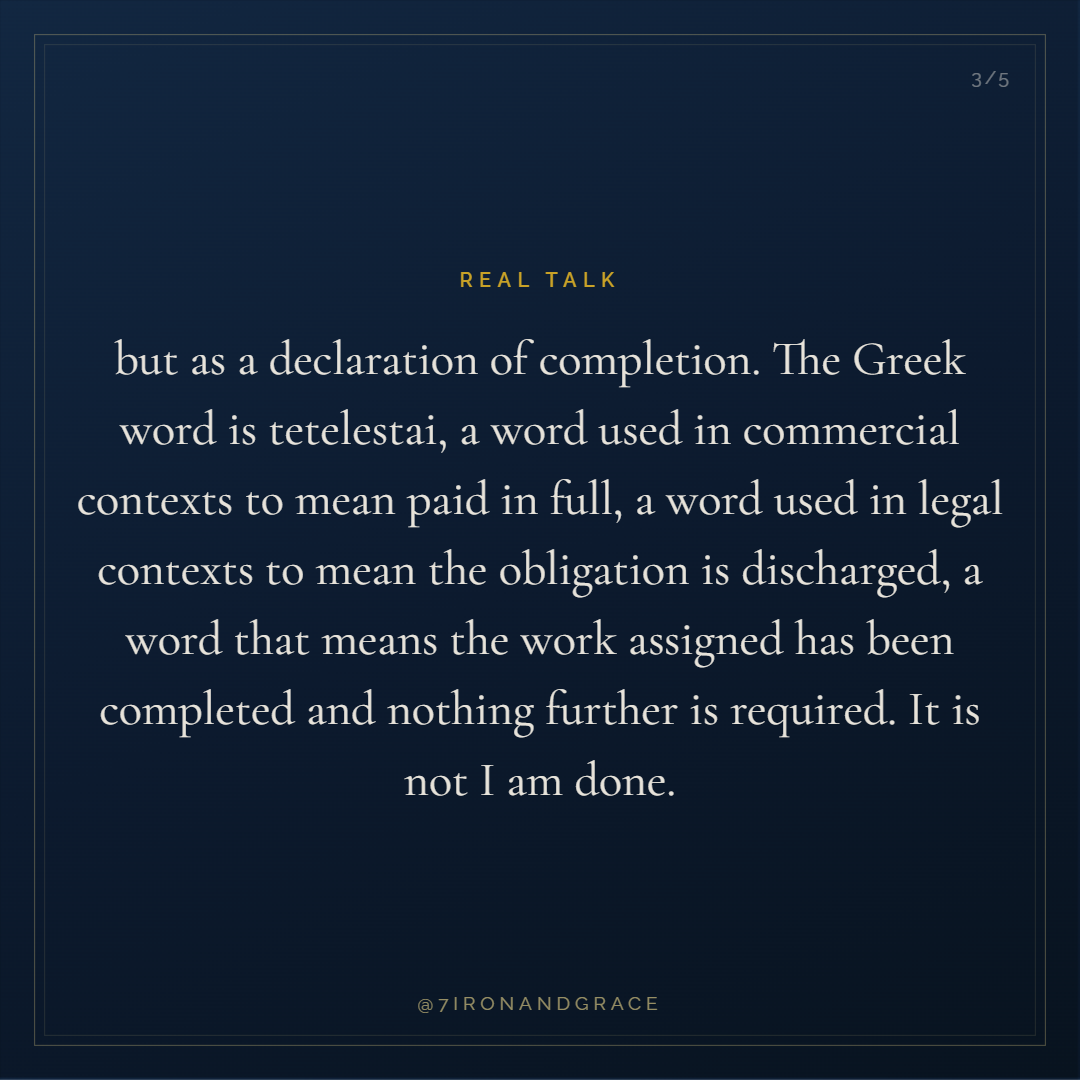 3/5
REAL TALK
but as a declaration of completion. The Greek
word is tetelestai, a word used in commercial
contexts to mean paid in full, a word used in legal
contexts to mean the obligation is discharged, a
word that means the work assigned has been
completed and nothing further is required. It is
not I am done.
@7IRONANDGRACE